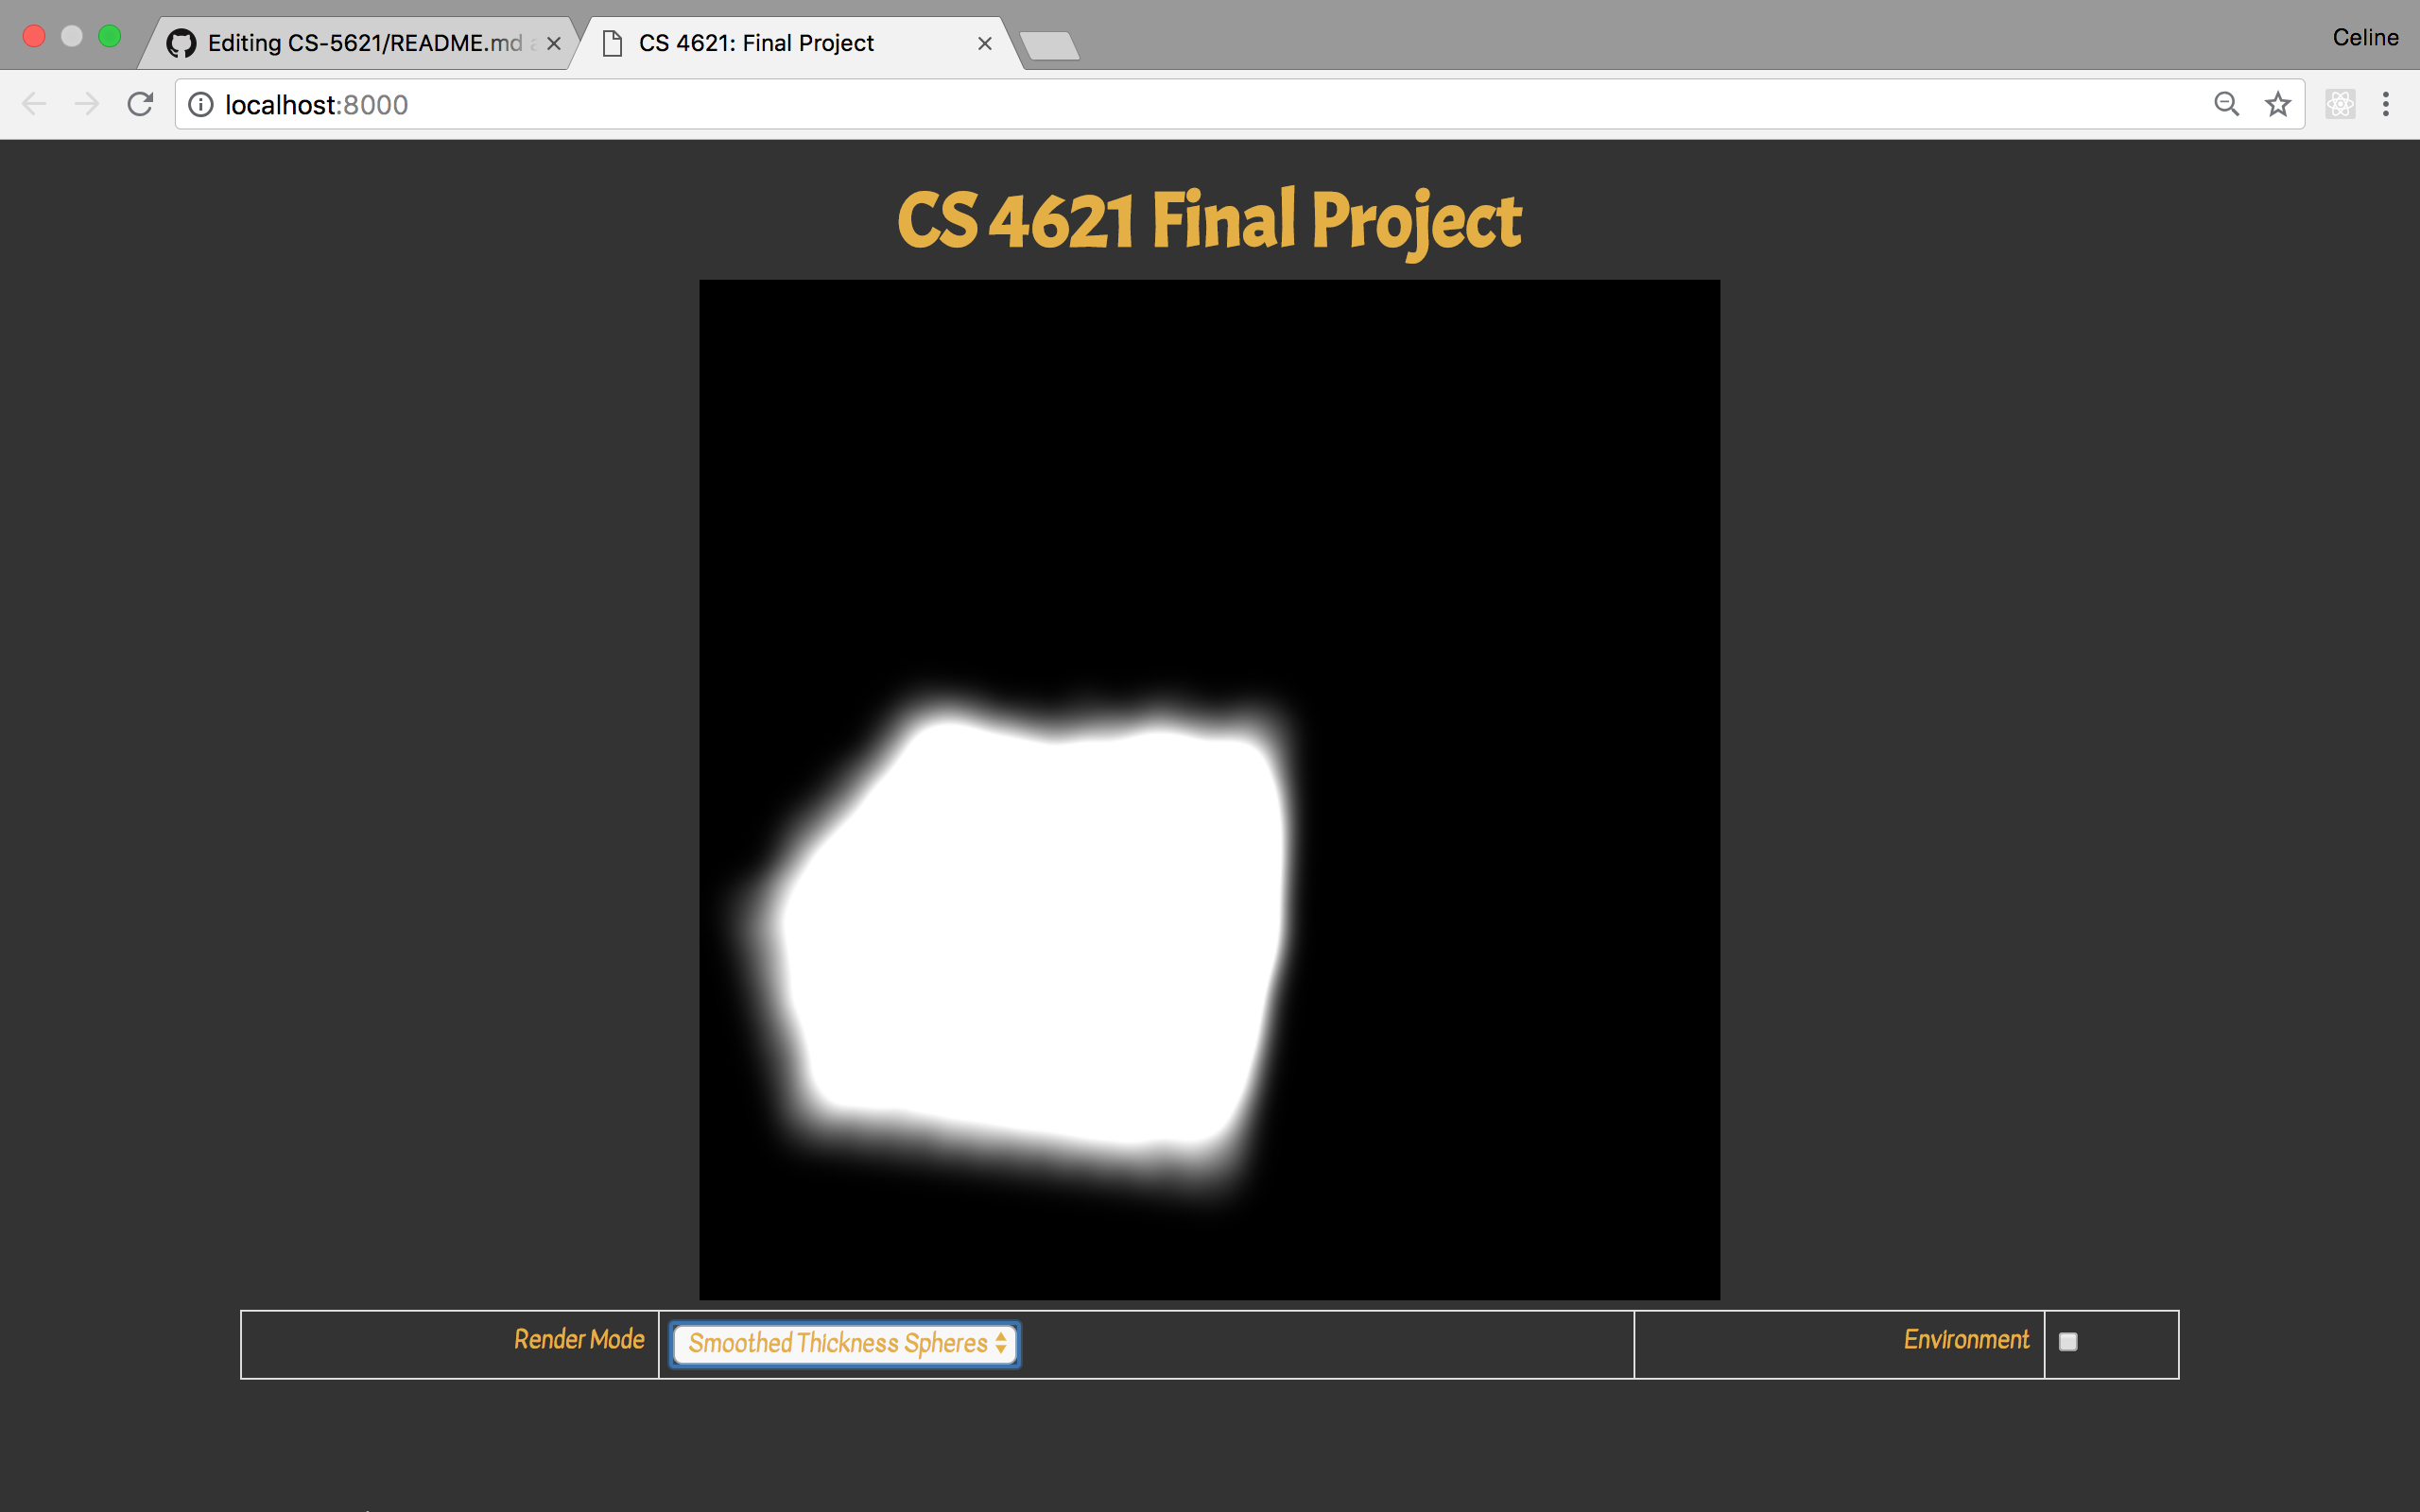 Editing CS-5621/README.md
CS 4621: Final Project
Celine
localhost:8000
CS 4621 Final Project
Render Mode
Smoothed Thickness Spheres
Environment